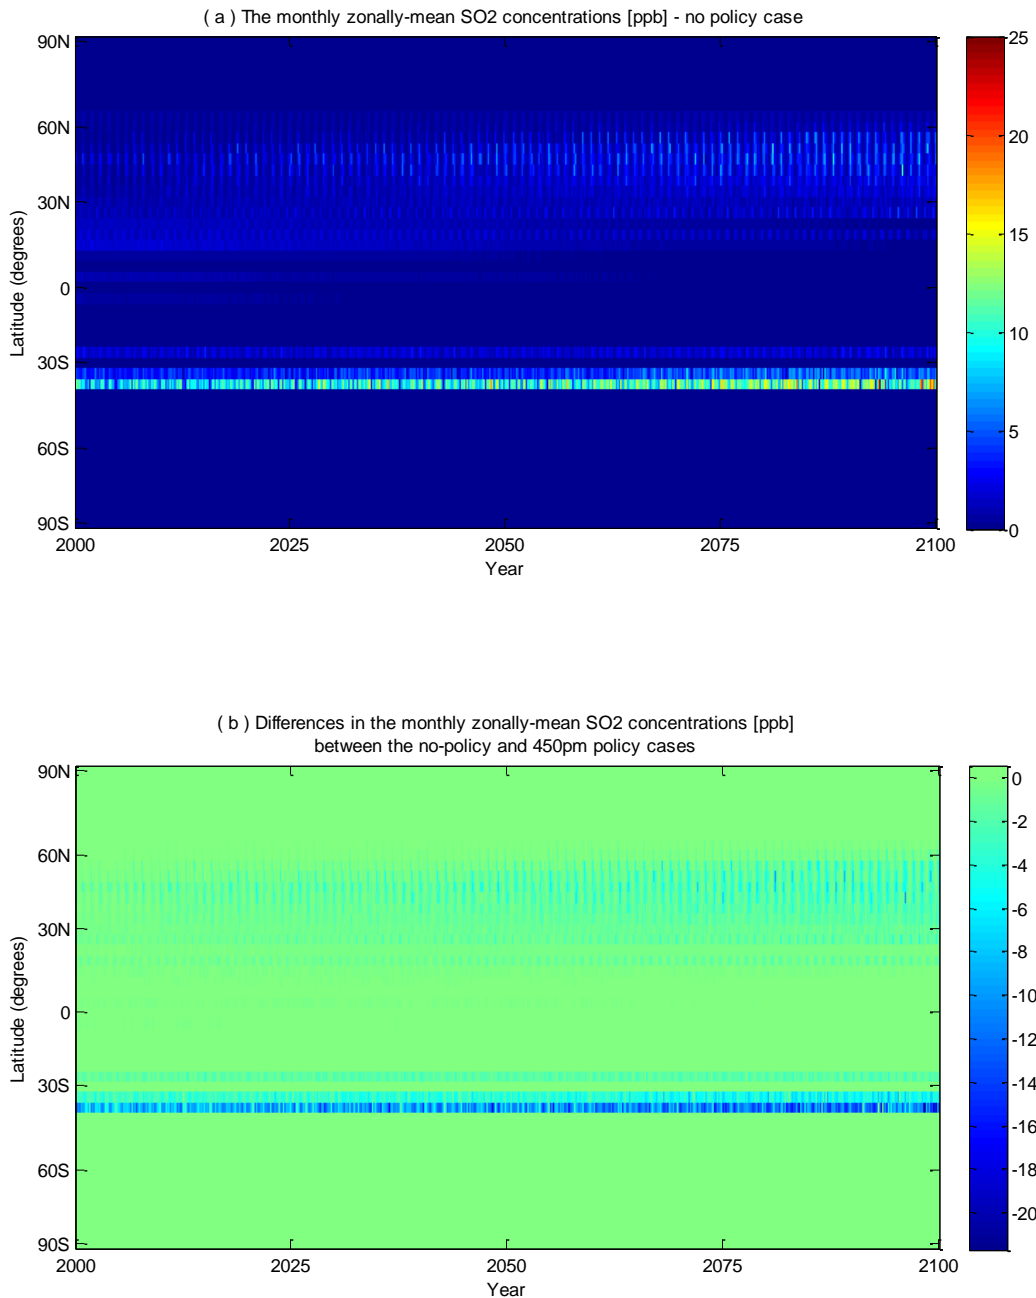 ( a ) The monthly zonally-mean SO2 concentrations [ppb] - no policy case
90N
60N
30N
0
30S
60S
90S
Latitude (degrees)
2000 2025 2050 2075 2100
Year
25
20
15
10
5
0
( b ) Differences in the monthly zonally-mean SO2 concentrations [ppb]
between the no-policy and 450pm policy cases
90N
60N
30N
0
30S
60S
90S
Latitude (degrees)
2000 2025 2050 2075 2100
Year
0
-2
-4
-6
-8
-10
-12
-14
-16
-18
-20